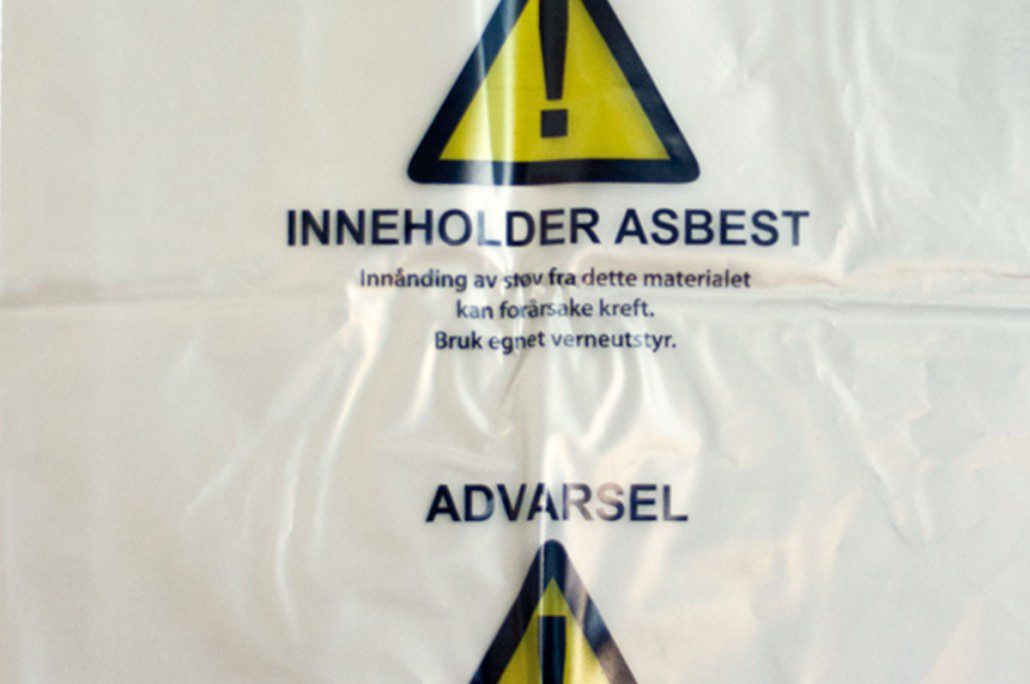 INNEHOLDER ASBEST
Innånding av støv fra dette materialet
kan forårsake kreft.
Bruk egnet verneutstyr.
ADVARSEL